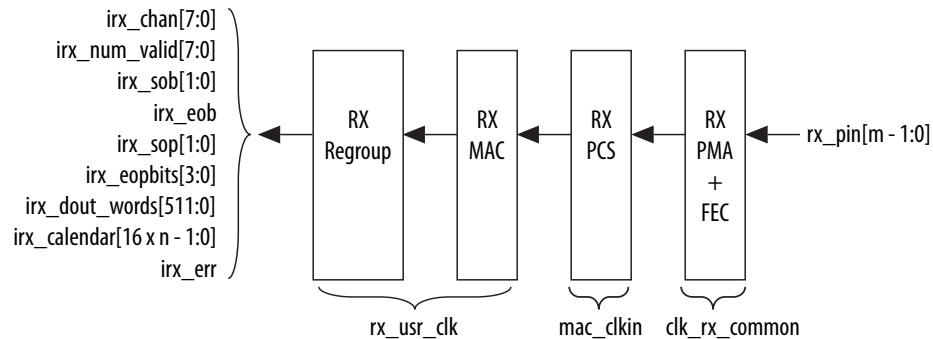 irx_chan[7:0]
irx_num_valid[7:0]
irx_sob[1:0]
irx_eob
irx_sop[1:0]
irx_eopbits[3:0]
irx_dout_words[511:0]
irx_calendar[16 x n - 1:0]
irx_err
RX
Regroup
RX
MAC
RX
PCS
RX
PMA
+
FEC
rx_pin[m - 1:0]
rx_usr_clk
mac_clkin
clk_rx_common